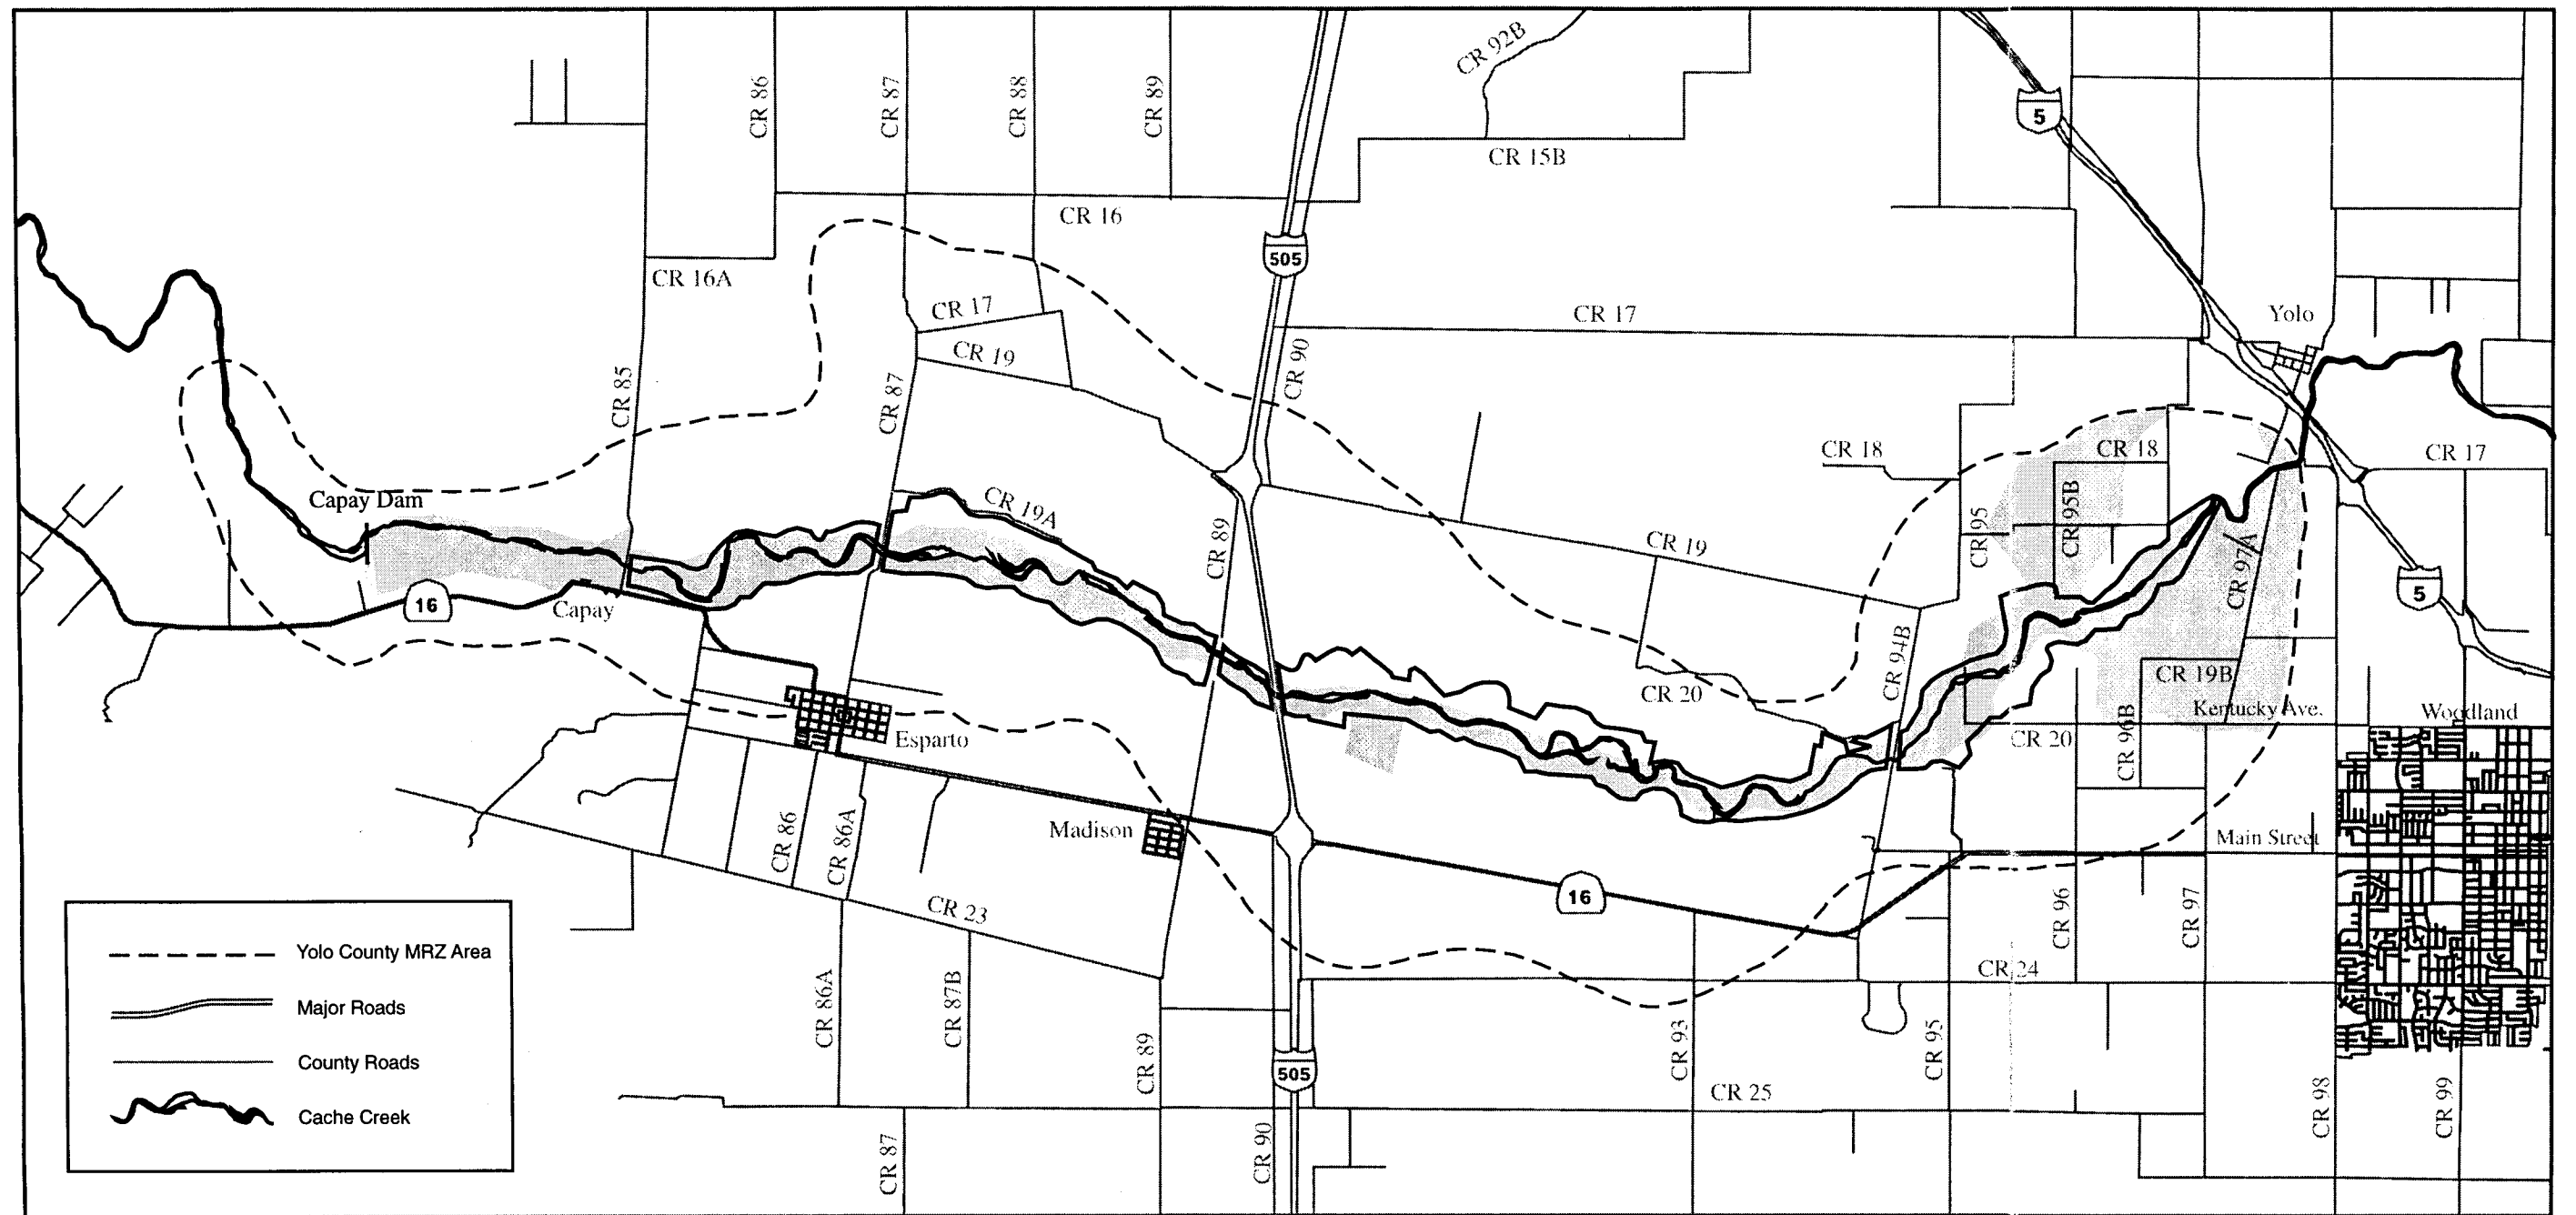 CR 92B
5
CR 86
CR 87
CR 88
CR 89
CR 15B
CR 16
505
CR 16A
CR 17
CR 17
Yolo
CR 19
CR 90
CR 85
CR 87
CR 18
CR 18
CR 17
Capay Dam
CR 19A
CR 95B
CR 95
CR 89
CR 19
CR 97A
5
16
Capay
CR 94B
CR 19B
CR 20
Kentucky Ave.
Woodland
Esparto
CR 20
CR 96B
Madison
CR 86
CR 86A
Main Street
16
CR 23
CR 96
CR 97
Yolo County MRZ Area
CR 24
Major Roads
CR 86A
CR 87B
CR 89
CR 93
CR 95
County Roads
505
CR 25
Cache Creek
CR 98
CR 99
CR 87
CR 90